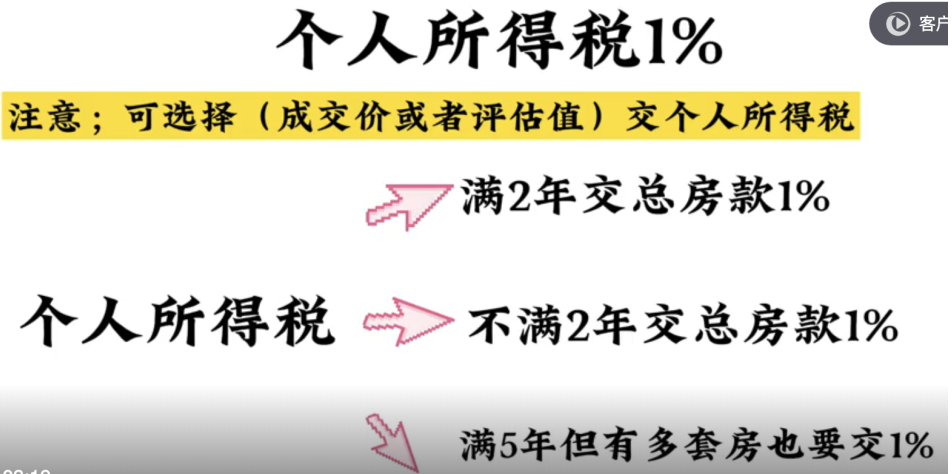 个人所得税1%
客户
注意；可选择（成交价或者评估值）交个人所得税
满2年交总房款1%
个人所得税
不满2年交总房款1%
满5年但有多套房也要交1%